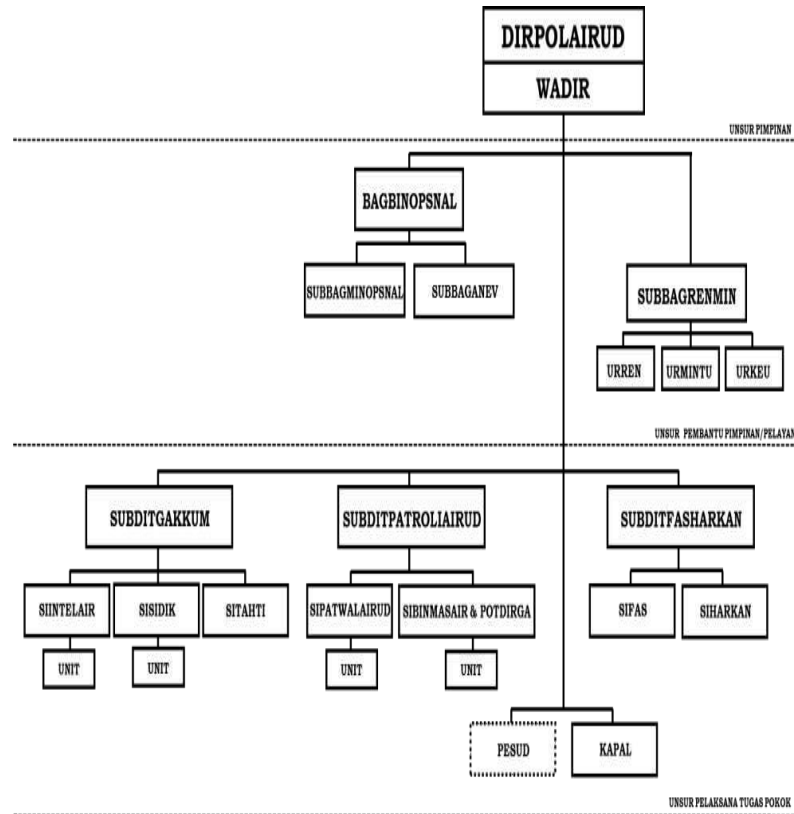 DIRPOLAIRUD
WADIR
UNSUR PIMPINAN
BAGBINOPSNAL
SUBBAGMINOPSNAL
SUBBAGANEV
SUBBAGRENMIN
URREN
URMINTU
URKEU
UNSUR PEMBANTU PIMPINAN/PELAYAN
SUBDITGAKKUM
SUBDITPATROLIAIRUD
SUBDITFASHARKAN
SIINTELAIR
SISIDIK
SITAHTI
SIPATWALAIRUD
SIBINMASAIR & POTDIRGA
SIFAS
SIHARKAN
UNIT
UNIT
UNIT
UNIT
PESUD
KAPAL
UNSUR PELAKSANA TUGAS POKOK